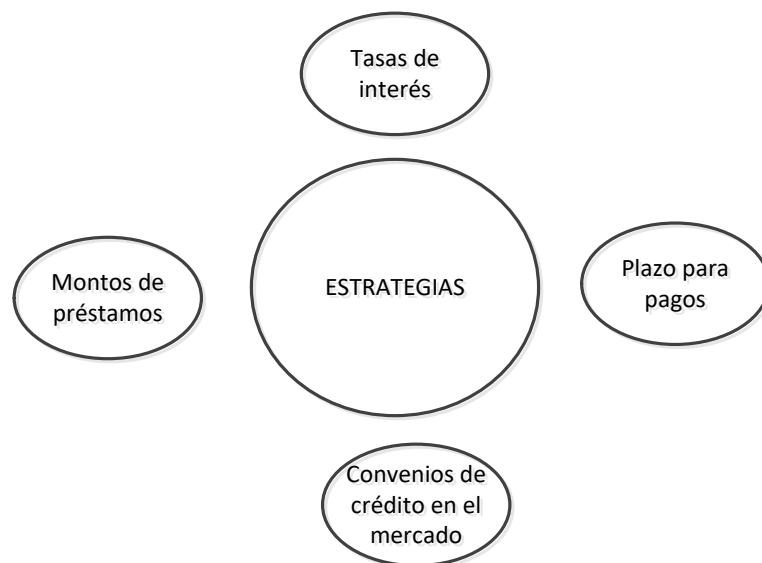 Tasas de
interés
Montos de
préstamos
ESTRATEGIAS
Plazo para
pagos
Convenios de
crédito en el
mercado